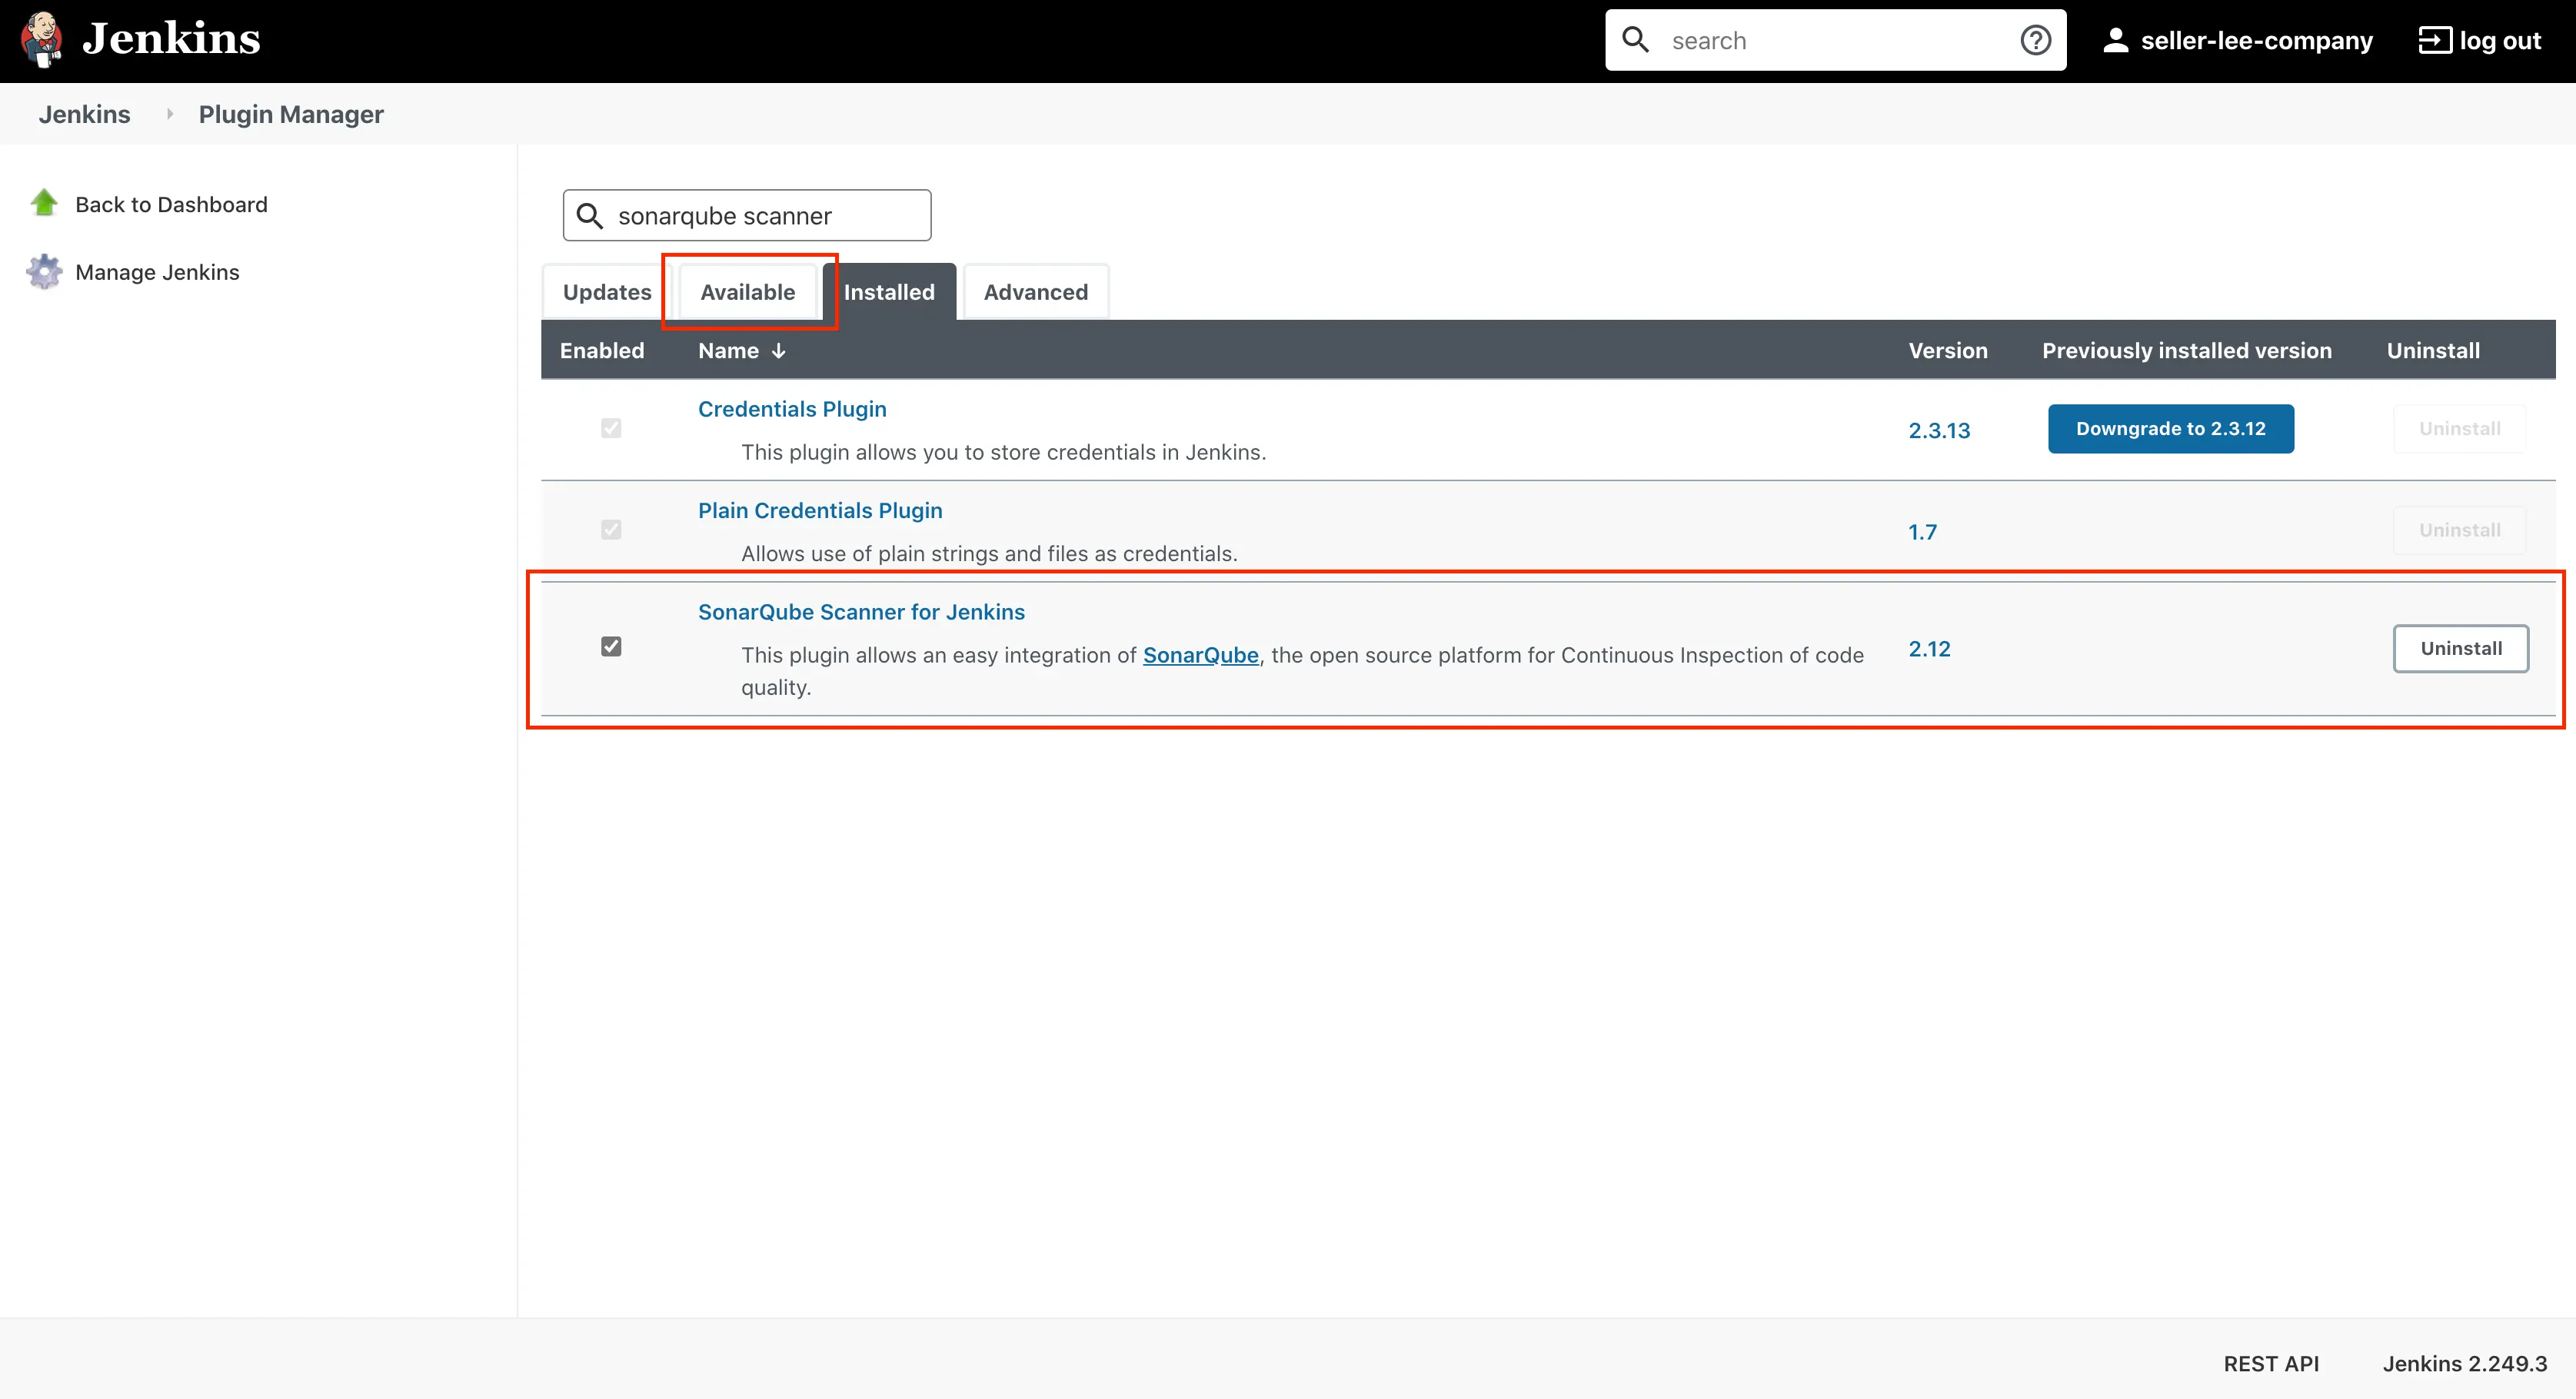 Jenkins
search
seller-lee-company
log out
Jenkins
Plugin Manager
Back to Dashboard
Manage Jenkins
sonarqube scanner
Updates
Available
Installed
Advanced
Enabled
Name ↓
Version
Previously installed version
Uninstall
Credentials Plugin
This plugin allows you to store credentials in Jenkins.
2.3.13
Downgrade to 2.3.12
Uninstall
Plain Credentials Plugin
Allows use of plain strings and files as credentials.
1.7
Uninstall
SonarQube Scanner for Jenkins
This plugin allows an easy integration of SonarQube, the open source platform for Continuous Inspection of code
quality.
2.12
Uninstall
REST API
Jenkins 2.249.3